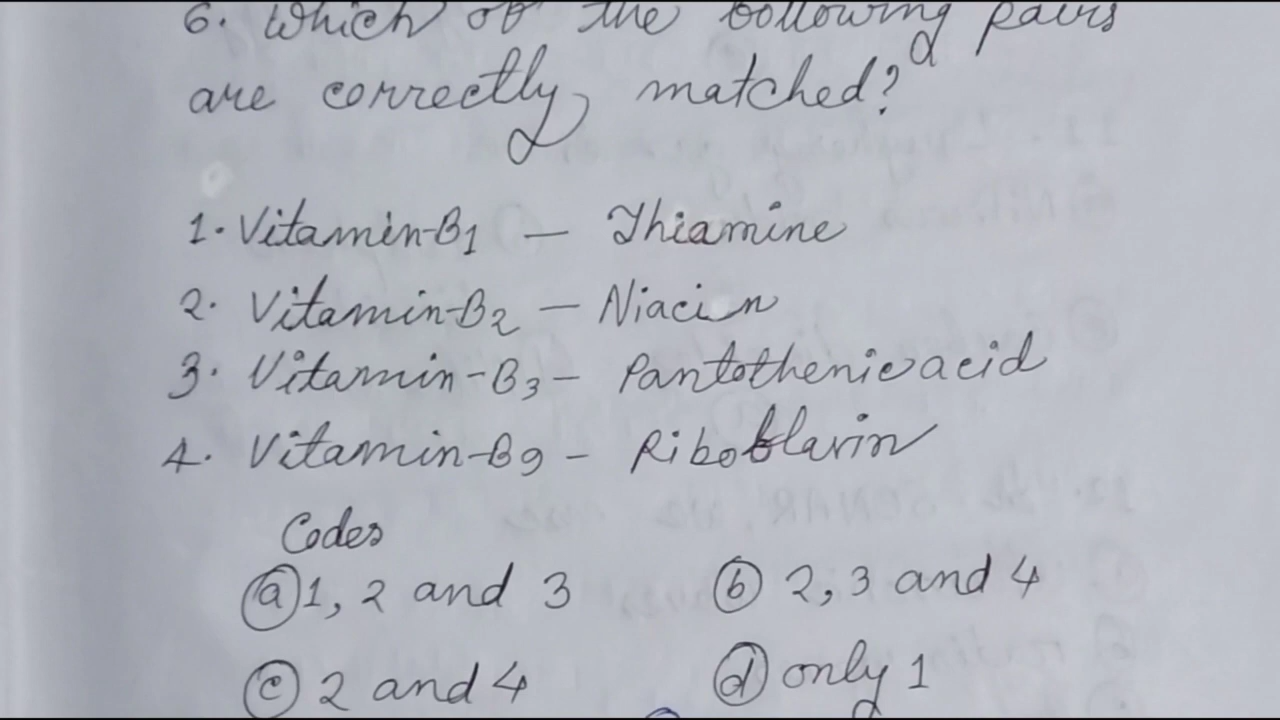 6. Which of the following pairs
are correctly matched?
1. Vitamin-B1 — Thiamine
2. Vitamin-B2 — Niacin
3. Vitamin-B3 - Pantothenic acid
4. Vitamin-B9 - Riboflavin
Codes
(a) 1, 2 and 3 (b) 2, 3 and 4
(c) 2 and 4 (d) only 1